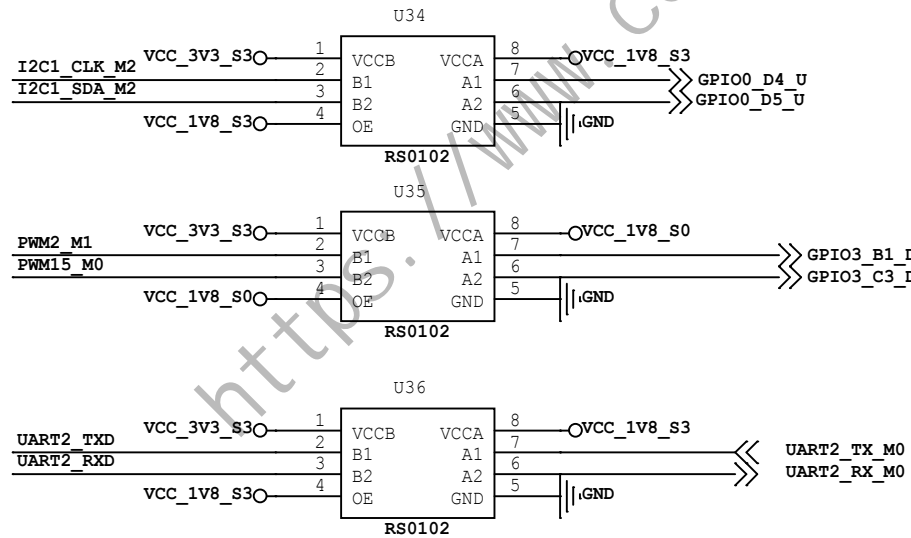 U34
VCC_3V3_S3 1 VCCB VCCA 8 VCC_1V8_S3
I2C1_CLK_M2 2 B1 A1 7 GPIO0_D4_U
I2C1_SDA_M2 3 B2 A2 6 GPIO0_D5_U
VCC_1V8_S3 4 OE GND 5 GND
RS0102
U35
VCC_3V3_S3 1 VCCB VCCA 8 VCC_1V8_S0
PWM2_M1 2 B1 A1 7 GPIO3_B1_D
PWM15_M0 3 B2 A2 6 GPIO3_C3_D
VCC_1V8_S0 4 OE GND 5 GND
RS0102
U36
VCC_3V3_S3 1 VCCB VCCA 8 VCC_1V8_S3
UART2_TXD 2 B1 A1 7 UART2_TX_M0
UART2_RXD 3 B2 A2 6 UART2_RX_M0
VCC_1V8_S3 4 OE GND 5 GND
RS0102
https://www.c